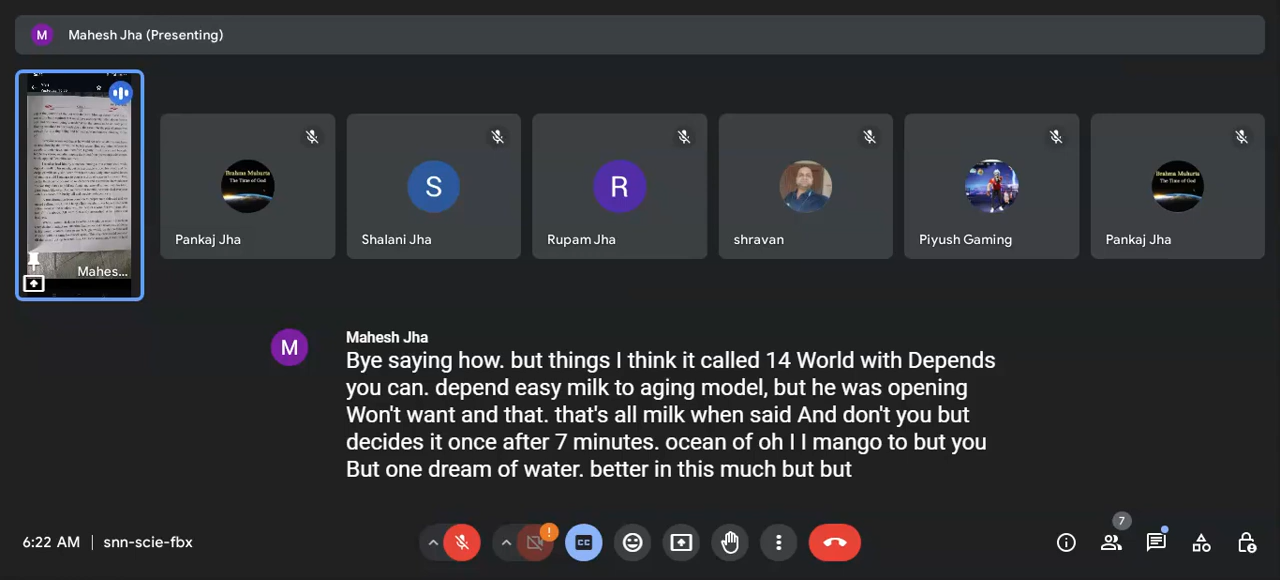 M Mahesh Jha (Presenting)
Mahes...
Brahma Muhurta
The Time of God
Pankaj Jha
S
Shalani Jha
R
Rupam Jha
shravan
Piyush Gaming
Brahma Muhurta
The Time of God
Pankaj Jha
M
Mahesh Jha
Bye saying how. but things I think it called 14 World with Depends
you can. depend easy milk to aging model, but he was opening
Won't want and that. that's all milk when said And don't you but
decides it once after 7 minutes. ocean of oh I I mango to but you
But one dream of water. better in this much but but
6:22 AM | snn-scie-fbx
CC
!
7